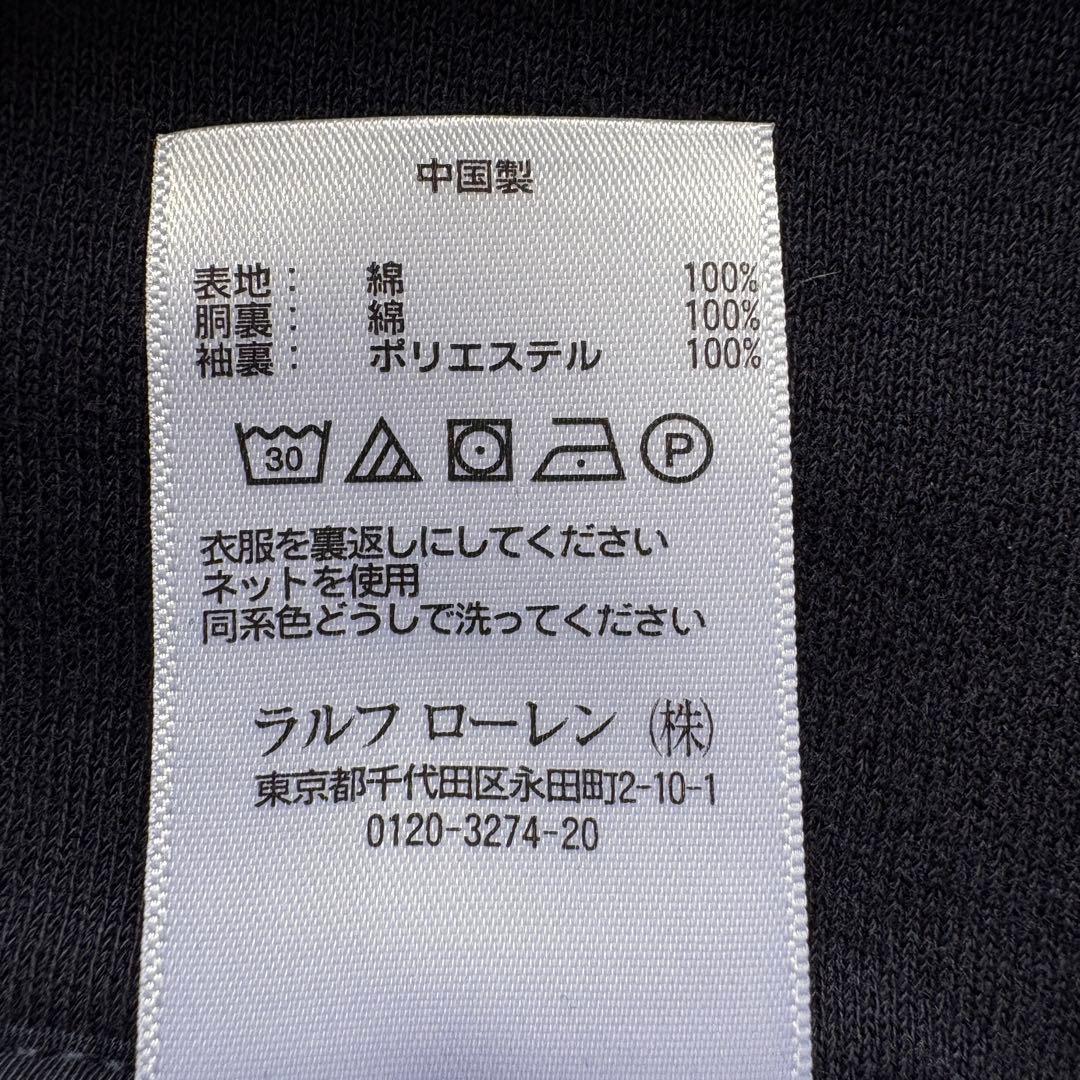 中国製
表地: 綿 100%
胴裏: 綿 100%
袖裏: ポリエステル 100%
30 P
衣服を裏返しにしてください
ネットを使用
同系色どうしで洗ってください
ラルフ ローレン (株)
東京都千代田区永田町2-10-1
0120-3274-20